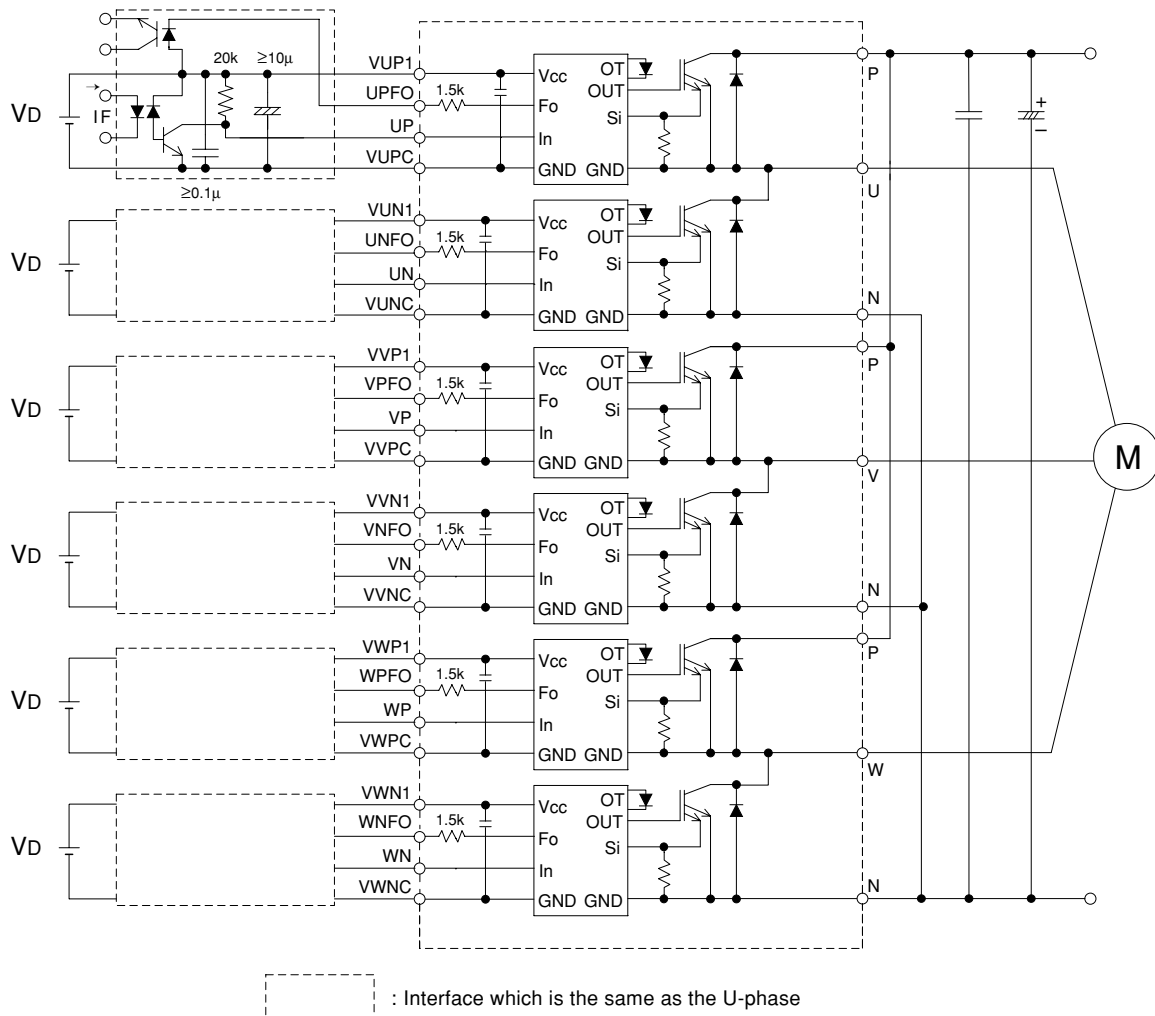 20k ≥10μ
VD
IF
≥0.1μ
VUP1
UPFO 1.5k
UP
VUPC
Vcc
Fo
In
GND GND
OT
OUT
Si
P
U
+
–
VD
VUN1
UNFO 1.5k
UN
VUNC
Vcc
Fo
In
GND GND
OT
OUT
Si
N
VD
VVP1
VPFO 1.5k
VP
VVPC
Vcc
Fo
In
GND GND
OT
OUT
Si
P
V
M
VD
VVN1
VNFO 1.5k
VN
VVNC
Vcc
Fo
In
GND GND
OT
OUT
Si
N
VD
VWP1
WPFO 1.5k
WP
VWPC
Vcc
Fo
In
GND GND
OT
OUT
Si
P
W
VD
VWN1
WNFO 1.5k
WN
VWNC
Vcc
Fo
In
GND GND
OT
OUT
Si
N
: Interface which is the same as the U-phase